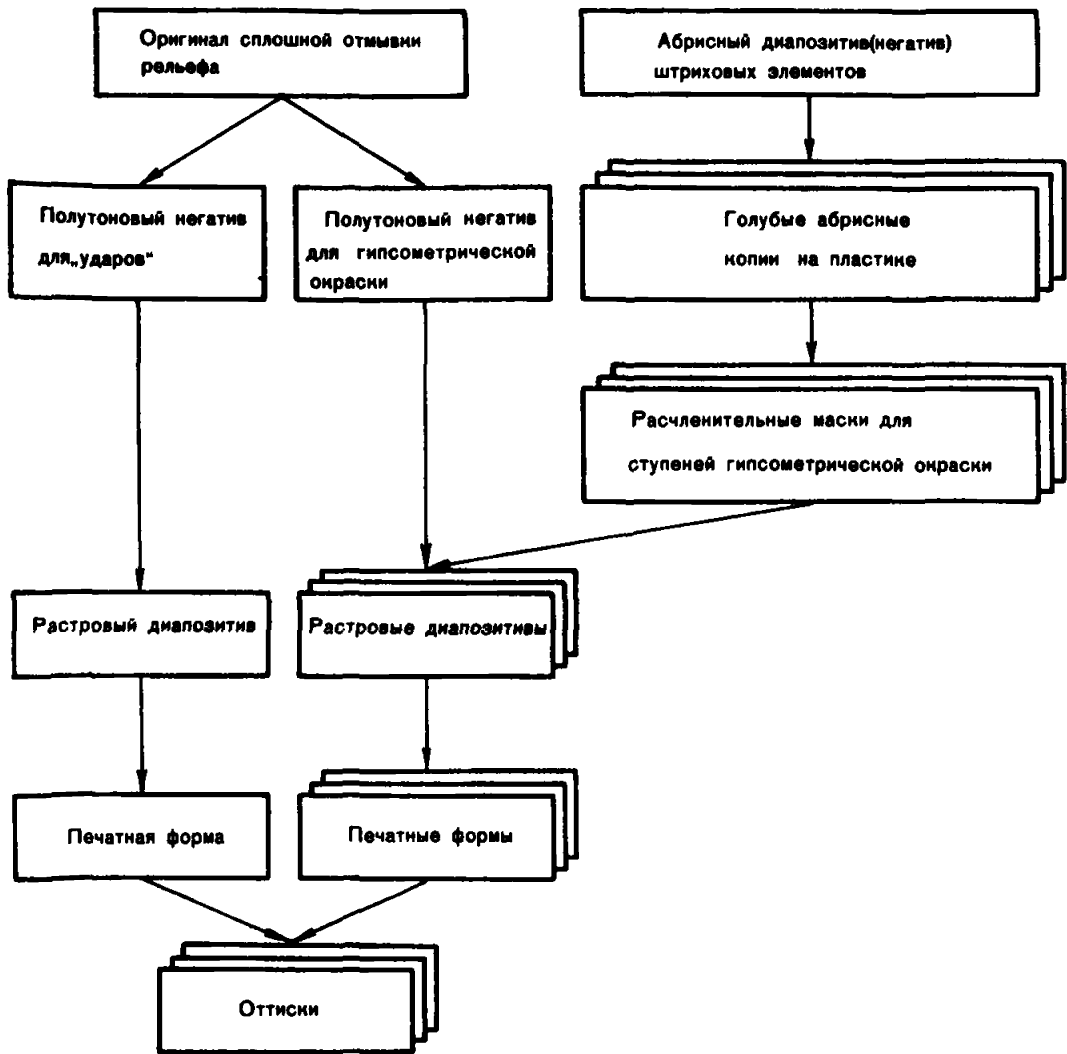 Оригинал сплошной отмывки
рельефа
Абрисный диапозитив(негатив)
штриховых элементов
Полутоновый негатив
для„ударов“
Полутоновый негатив
для гипсометрической
окраски
Голубые абрисные
копии на пластике
Расчленительные маски для
ступеней гипсометрической окраски
Растровый диапозитив
Растровые диапозитивы
Печатная форма
Печатные формы
Оттиски